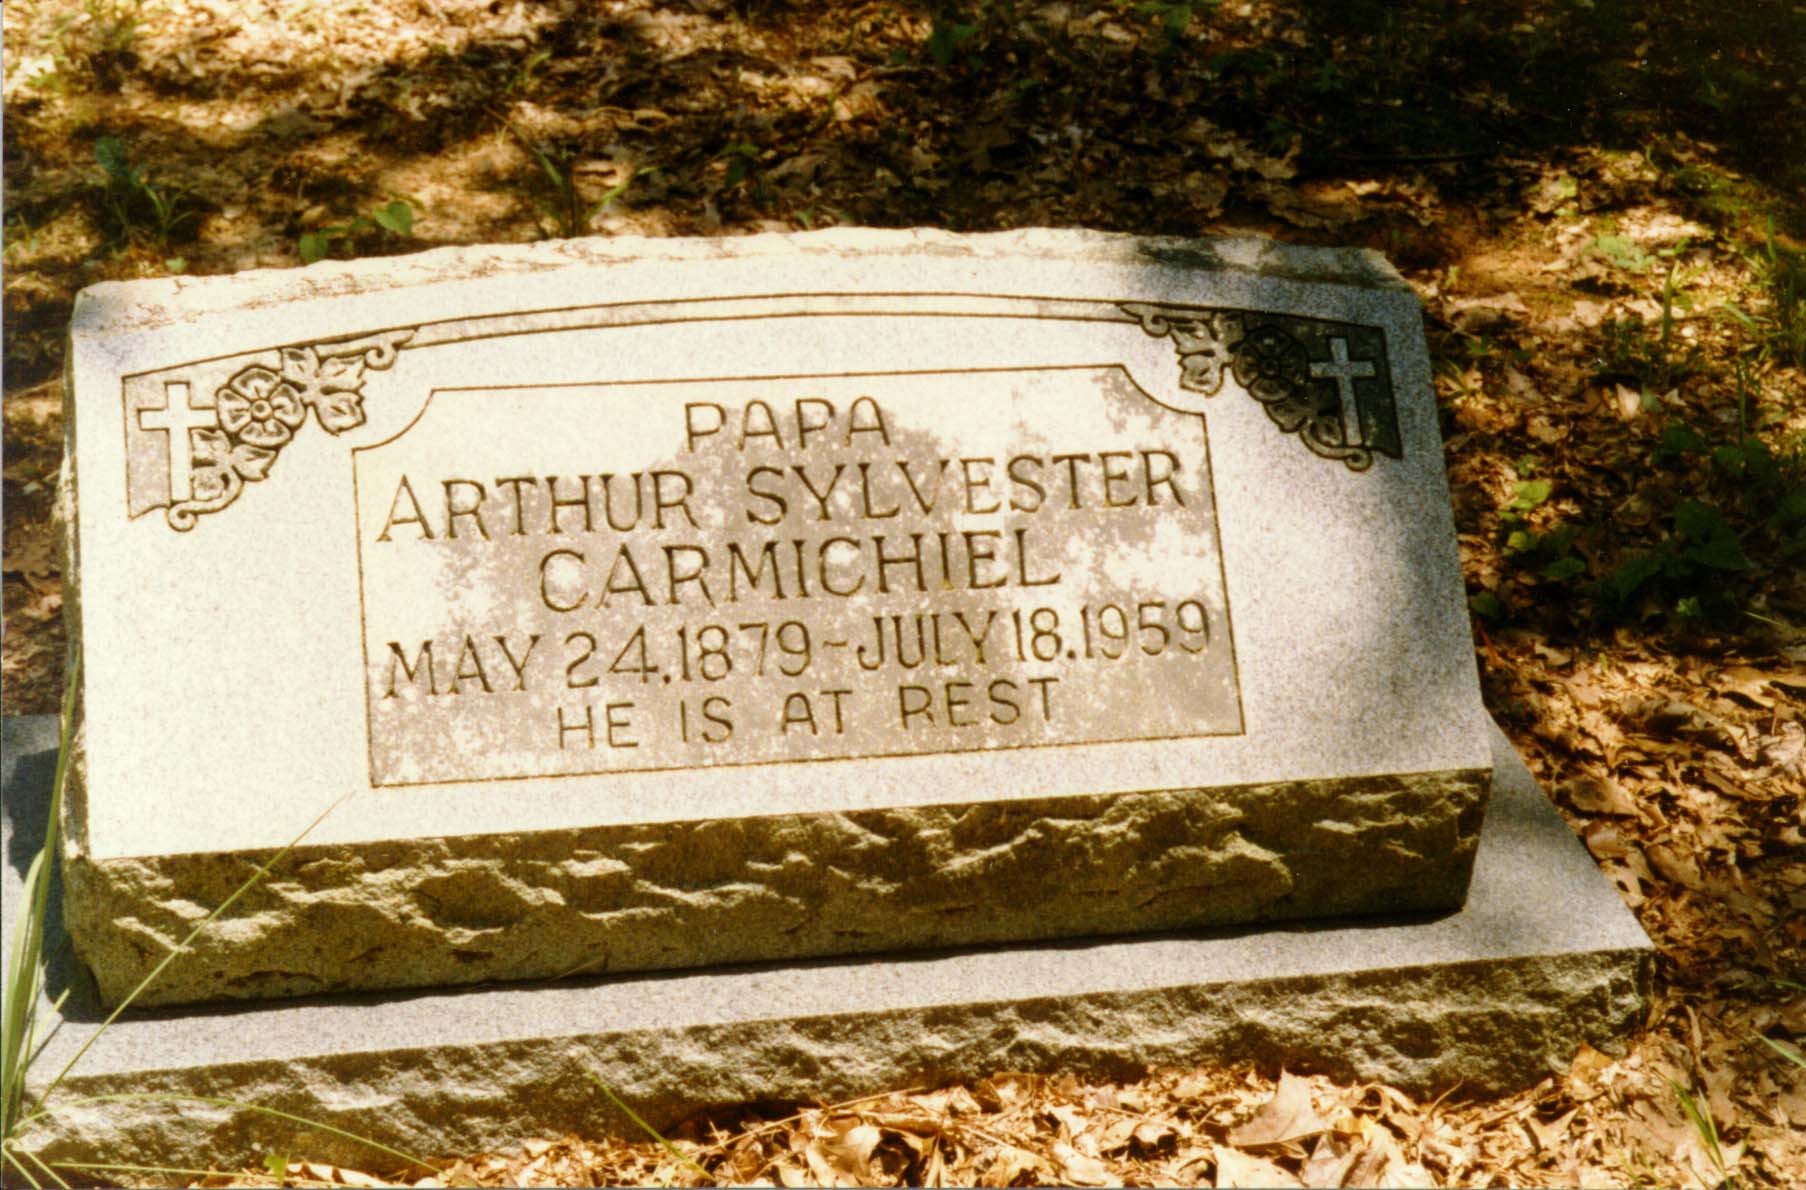 PAPA
ARTHUR SYLVESTER
CARMICHIEL
MAY 24, 1879 - JULY 18, 1959
HE IS AT REST